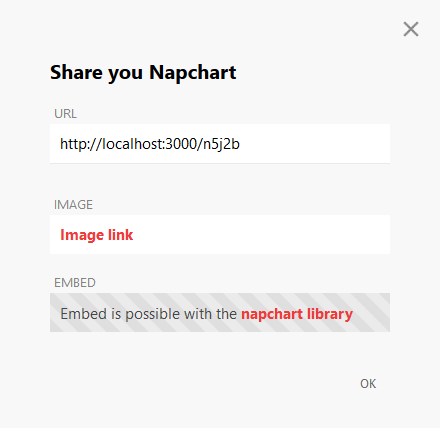 Share you Napchart
URL
http://localhost:3000/n5j2b
IMAGE
Image link
EMBED
Embed is possible with the napchart library
OK